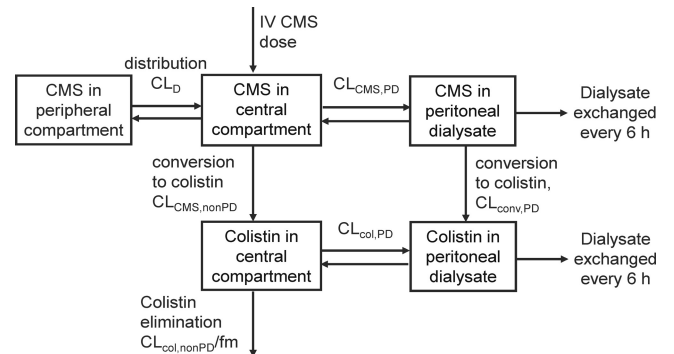 IV CMS
dose
distribution
CL_D
CMS in
peripheral
compartment
CMS in
central
compartment
CL_CMS,PD
CMS in
peritoneal
dialysate
Dialysate
exchanged
every 6 h
conversion
to colistin
CL_CMS,nonPD
conversion
to colistin,
CL_conv,PD
Colistin in
central
compartment
CL_col,PD
Colistin in
peritoneal
dialysate
Dialysate
exchanged
every 6 h
Colistin
elimination
CL_col,nonPD/fm